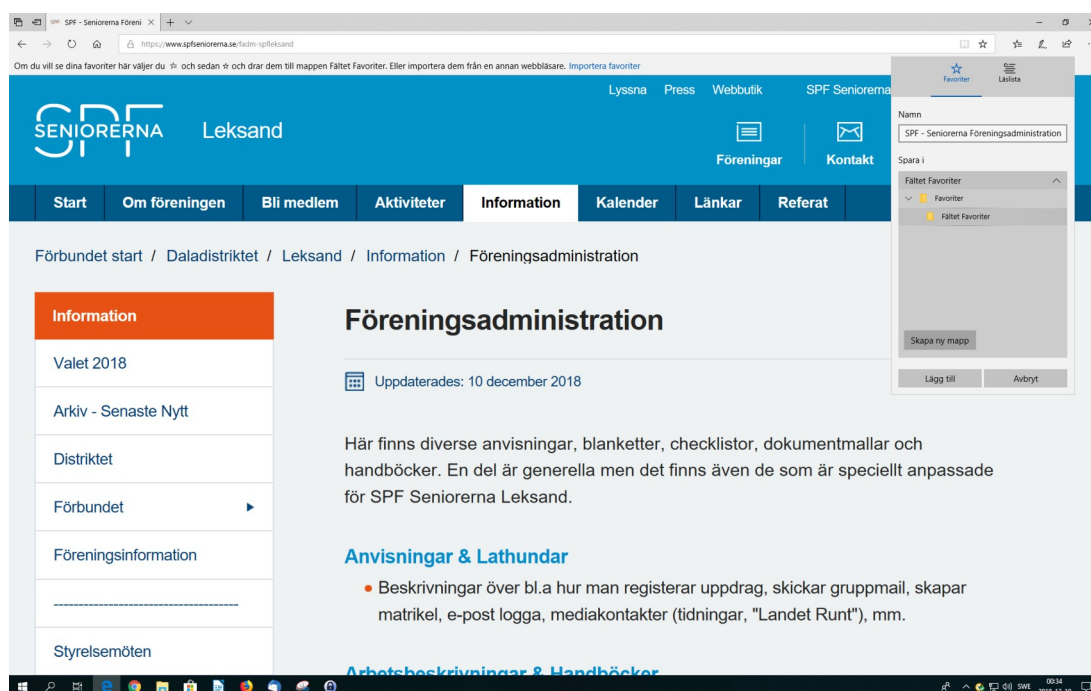 SPF - Seniorerna Föreni
https://www.spfseniorerna.se/fadm-spfleksand
Om du vill se dina favoriter här väljer du och sedan och drar dem till mappen Fältet Favoriter. Eller importera dem från en annan webbläsare. Importera favoriter
Favoriter
Läslista
Namn
SPF - Seniorerna Föreningsadministration
Spara i
Fältet Favoriter
Favoriter
Fältet Favoriter
Skapa ny mapp
Lägg till Avbryt
Lyssna Press Webbutik SPF Seniorerna
SPF
SENIORERNA Leksand
Föreningar Kontakt
Start Om föreningen Bli medlem Aktiviteter Information Kalender Länkar Referat
Förbundet start / Daladistriktet / Leksand / Information / Föreningsadministration
Information
Valet 2018
Arkiv - Senaste Nytt
Distriktet
Förbundet
Föreningsinformation
-------------------------------------
Styrelsemöten
Föreningsadministration
Uppdaterades: 10 december 2018
Här finns diverse anvisningar, blanketter, checklistor, dokumentmallar och
handböcker. En del är generella men det finns även de som är speciellt anpassade
för SPF Seniorerna Leksand.
Anvisningar & Lathundar
Beskrivningar över bl.a hur man registerar uppdrag, skickar gruppmail, skapar
matrikel, e-post logga, mediakontakter (tidningar, "Landet Runt"), mm.
Arbetsbeskrivningar & Handböcker
SWE
00:34